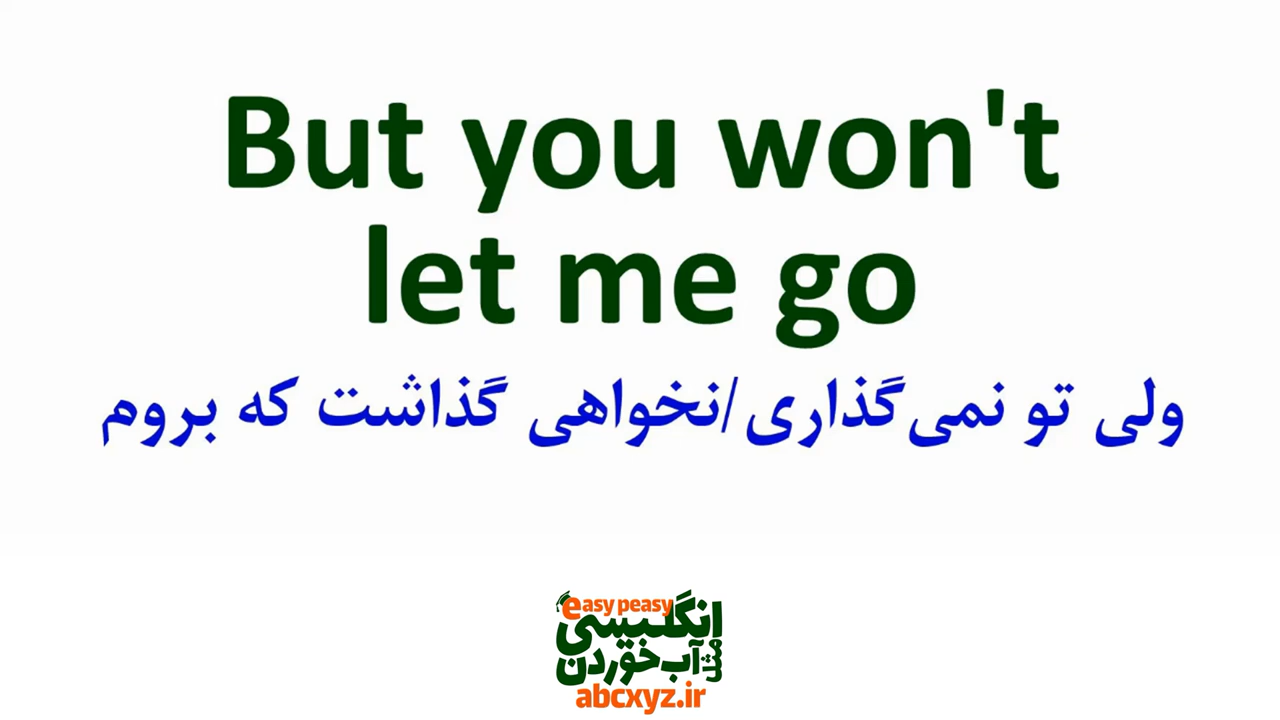 But you won't
let me go
ولی تو نمی‌گذاری/نخواهی گذاشت که بروم
easy peasy
انگلیسی
مثل آب خوردن
abcxyz.ir